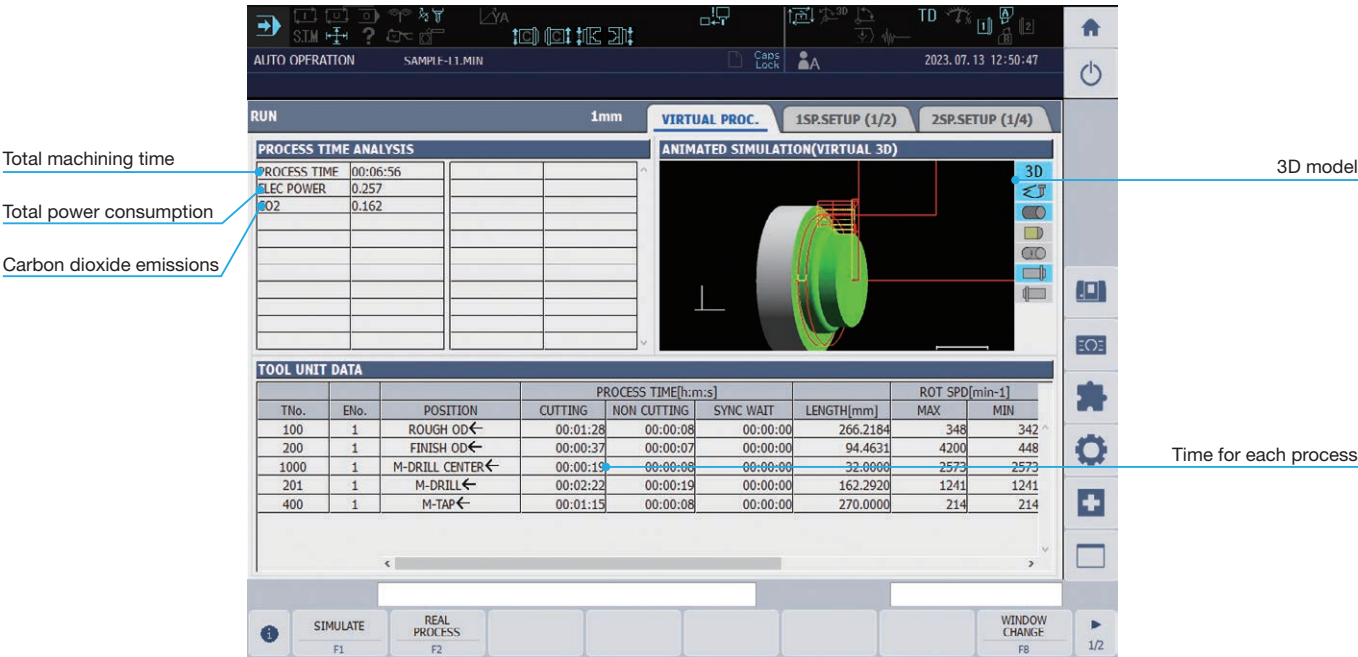 S.T.M ? YA 3D TD A
1 2
AUTO OPERATION SAMPLE-L1.MIN Caps Lock A 2023.07.13 12:50:47
RUN 1mm VIRTUAL PROC. 1SP.SETUP (1/2) 2SP.SETUP (1/4)
PROCESS TIME ANALYSIS ANIMATED SIMULATION(VIRTUAL 3D)
Total machining time
PROCESS TIME 00:06:56
3D
3D model
ELEC POWER 0.257
Total power consumption
CO2 0.162
Carbon dioxide emissions
TOOL UNIT DATA
PROCESS TIME[h:m:s] ROT SPD[min-1]
TNo. ENo. POSITION CUTTING NON CUTTING SYNC WAIT LENGTH[mm] MAX MIN
100 1 ROUGH OD← 00:01:28 00:00:08 00:00:00 266.2184 348 342
200 1 FINISH OD← 00:00:37 00:00:07 00:00:00 94.4631 4200 448
1000 1 M-DRILL CENTER← 00:00:19 00:00:08 00:00:00 32.0000 2573 2573
Time for each process
201 1 M-DRILL← 00:02:22 00:00:19 00:00:00 162.2920 1241 1241
400 1 M-TAP← 00:01:15 00:00:08 00:00:00 270.0000 214 214
SIMULATE REAL PROCESS WINDOW CHANGE
F1 F2 F8 1/2